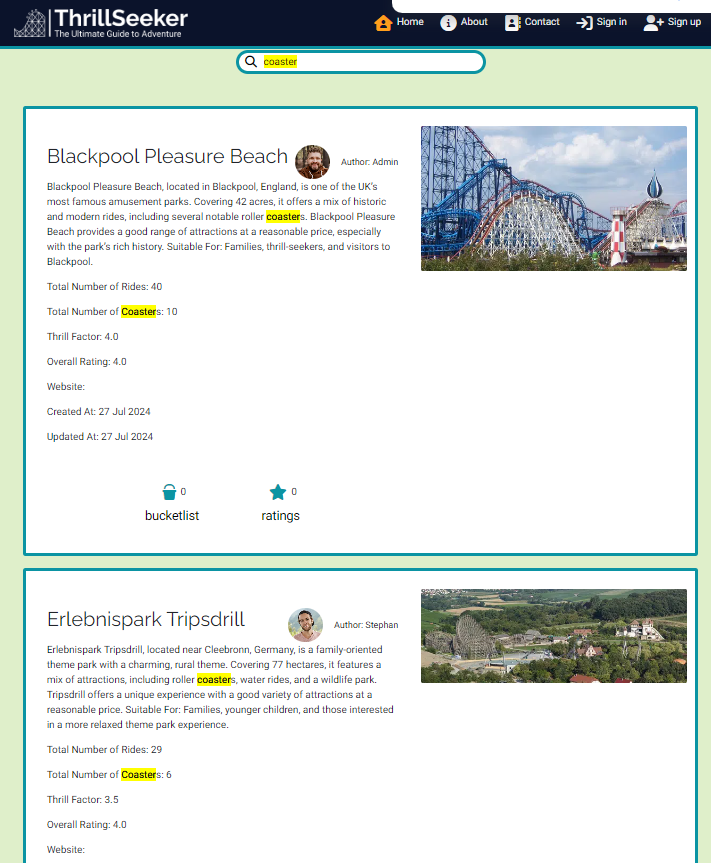 ThrillSeeker
The Ultimate Guide to Adventure
Home
About
Contact
Sign in
Sign up
coaster
Blackpool Pleasure Beach
Author: Admin
Blackpool Pleasure Beach, located in Blackpool, England, is one of the UK's
most famous amusement parks. Covering 42 acres, it offers a mix of historic
and modern rides, including several notable roller coasters. Blackpool Pleasure
Beach provides a good range of attractions at a reasonable price, especially
with the park's rich history. Suitable For: Families, thrill-seekers, and visitors to
Blackpool.
Total Number of Rides: 40
Total Number of Coasters: 10
Thrill Factor: 4.0
Overall Rating: 4.0
Website:
Created At: 27 Jul 2024
Updated At: 27 Jul 2024
0
bucketlist
0
ratings
Erlebnispark Tripsdrill
Author: Stephan
Erlebnispark Tripsdrill, located near Cleebronn, Germany, is a family-oriented
theme park with a charming, rural theme. Covering 77 hectares, it features a
mix of attractions, including roller coasters, water rides, and a wildlife park.
Tripsdrill offers a unique experience with a good variety of attractions at a
reasonable price. Suitable For: Families, younger children, and those interested
in a more relaxed theme park experience.
Total Number of Rides: 29
Total Number of Coasters: 6
Thrill Factor: 3.5
Overall Rating: 4.0
Website: